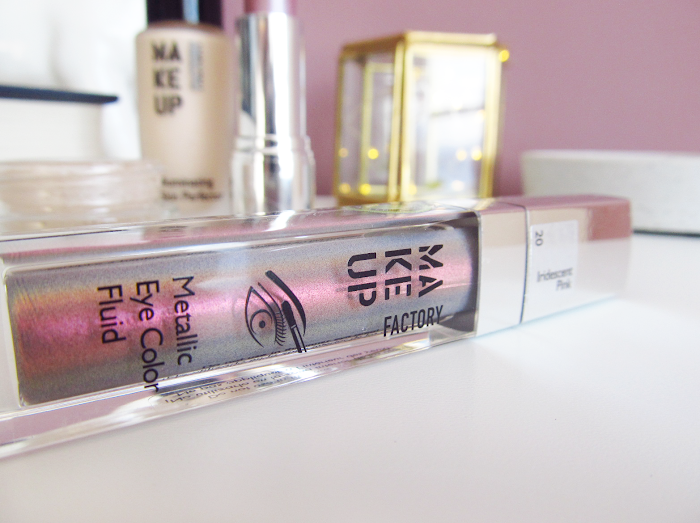 MA
KE
UP
MA
KE
UP
FACTORY
Metallic
Eye Color
Fluid
20
Iridescent
Pink